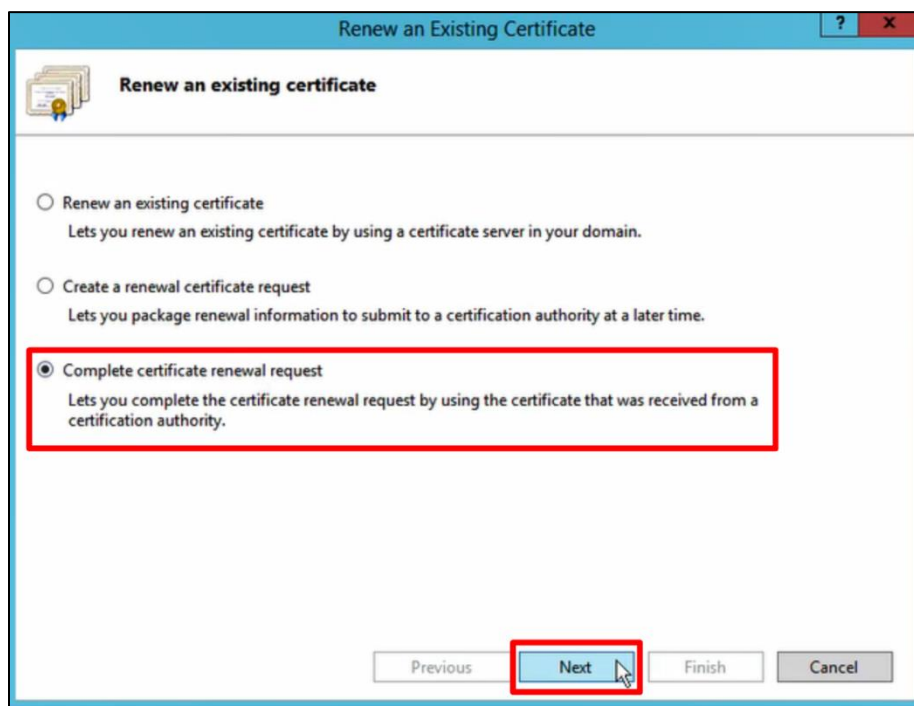 Renew an Existing Certificate
? x
Renew an existing certificate
Renew an existing certificate
Lets you renew an existing certificate by using a certificate server in your domain.
Create a renewal certificate request
Lets you package renewal information to submit to a certification authority at a later time.
Complete certificate renewal request
Lets you complete the certificate renewal request by using the certificate that was received from a
certification authority.
Previous Next Finish Cancel